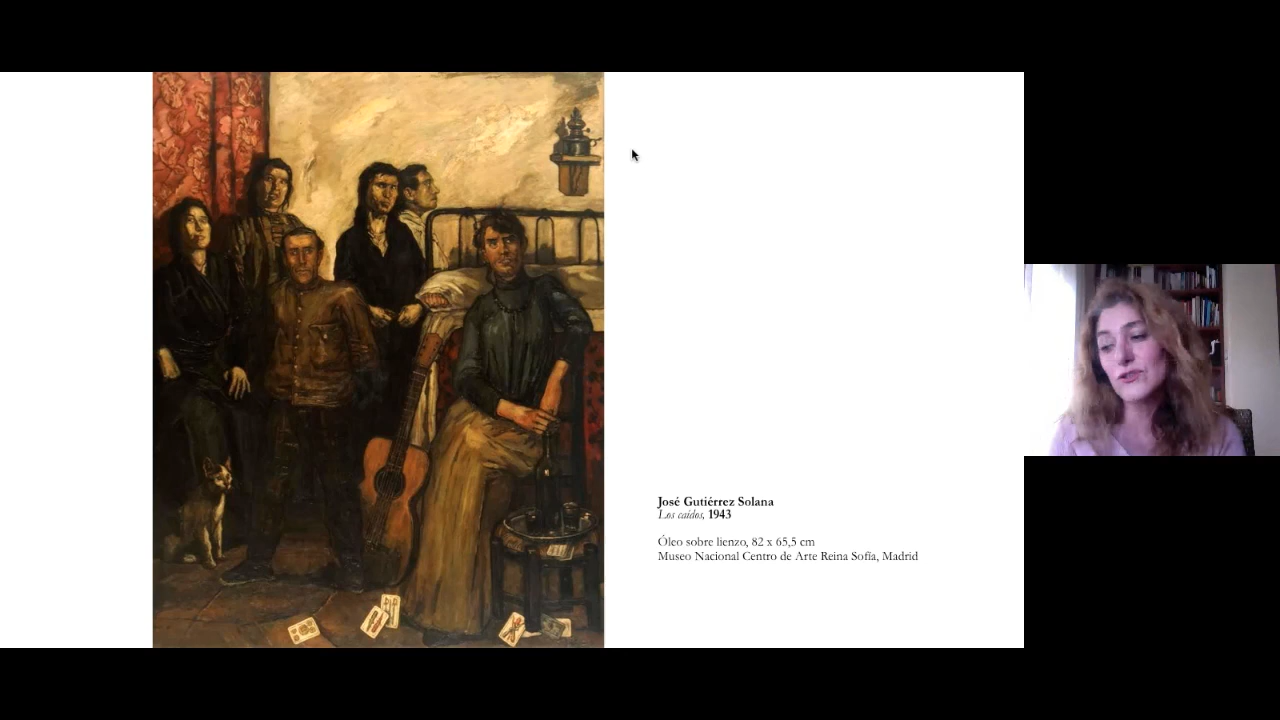 José Gutiérrez Solana
Los caídos, 1943
Óleo sobre lienzo, 82 x 65,5 cm
Museo Nacional Centro de Arte Reina Sofía, Madrid